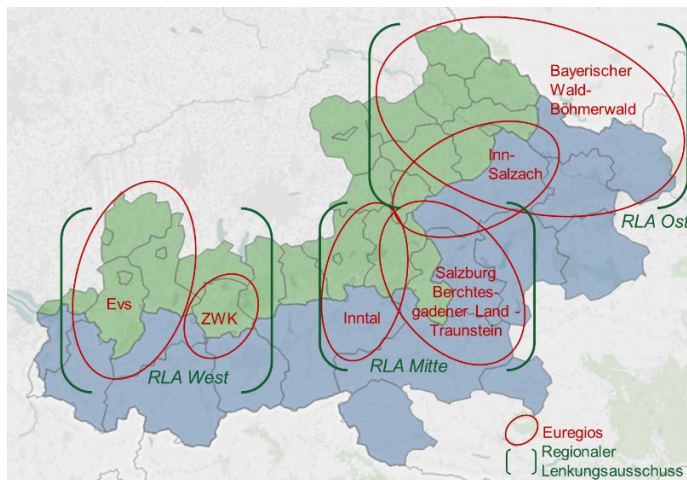 Bayerischer
Wald-
Böhmerwald
Inn-
Salzach
RLA Ost
Evs
ZWK
RLA West
Inntal
Salzburg
Berchtes-
gadener Land -
Traunstein
RLA Mitte
Euregios
Regionaler
Lenkungsausschuss